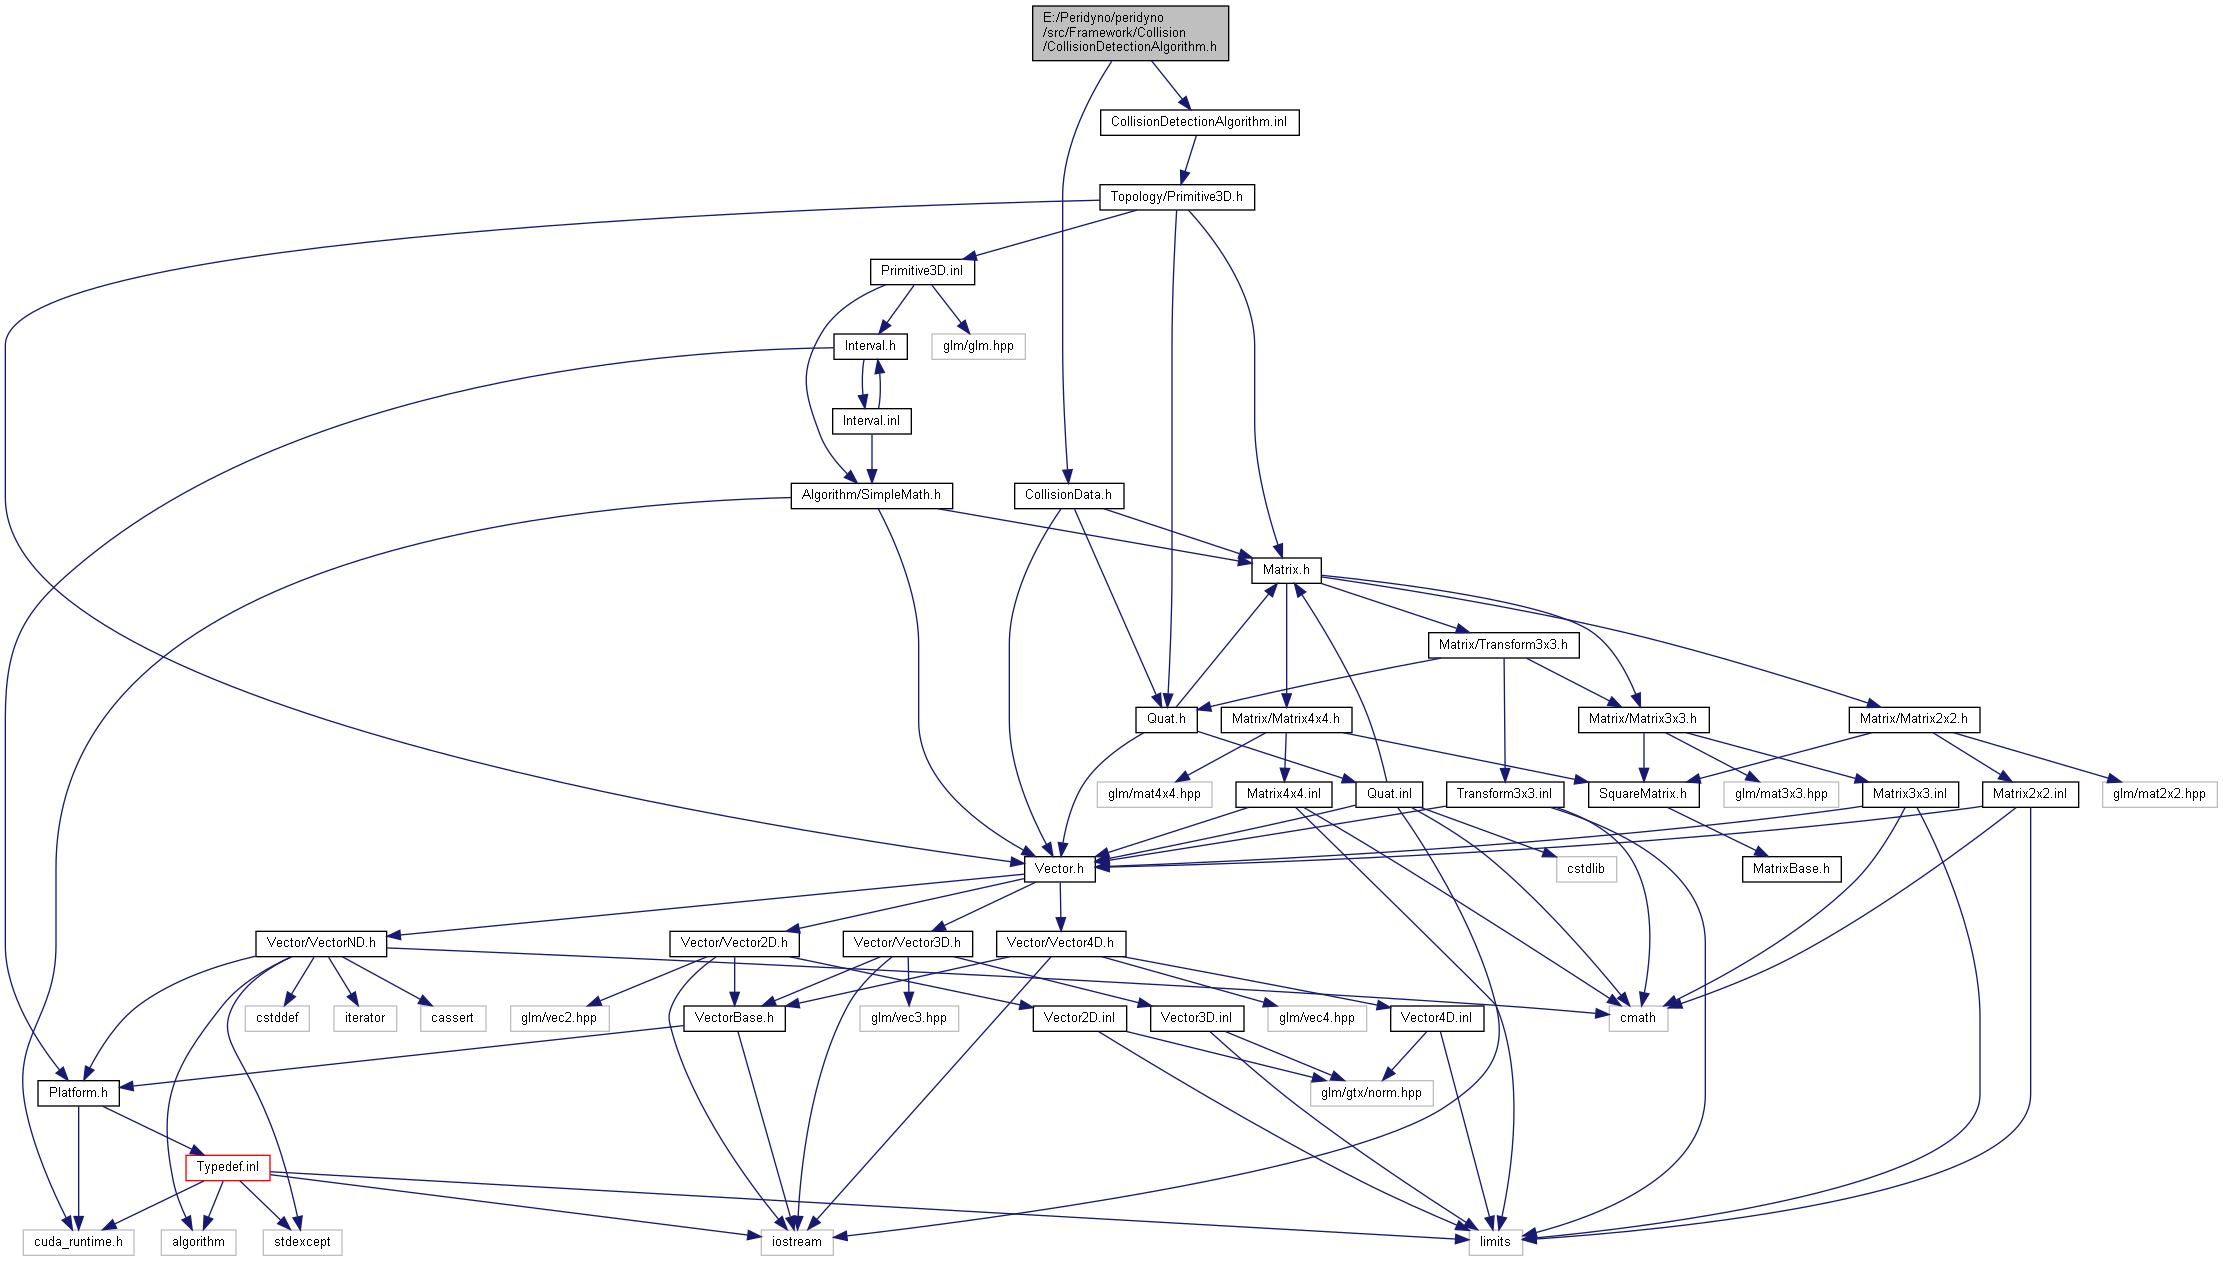 E:/Peridyno/peridyno
/src/Framework/Collision
/CollisionDetectionAlgorithm.h
CollisionDetectionAlgorithm.inl
Topology/Primitive3D.h
Primitive3D.inl
Interval.h
glm/glm.hpp
Interval.inl
Algorithm/SimpleMath.h
CollisionData.h
Matrix.h
Matrix/Transform3x3.h
Quat.h
Matrix/Matrix4x4.h
Matrix/Matrix3x3.h
Matrix/Matrix2x2.h
glm/mat4x4.hpp
Matrix4x4.inl
Quat.inl
Transform3x3.inl
SquareMatrix.h
glm/mat3x3.hpp
Matrix3x3.inl
Matrix2x2.inl
glm/mat2x2.hpp
Vector.h
cstdlib
MatrixBase.h
Vector/VectorND.h
Vector/Vector2D.h
Vector/Vector3D.h
Vector/Vector4D.h
cstddef
iterator
cassert
glm/vec2.hpp
VectorBase.h
glm/vec3.hpp
Vector2D.inl
Vector3D.inl
glm/vec4.hpp
Vector4D.inl
cmath
Platform.h
glm/gtx/norm.hpp
Typedef.inl
cuda_runtime.h
algorithm
stdexcept
iostream
limits